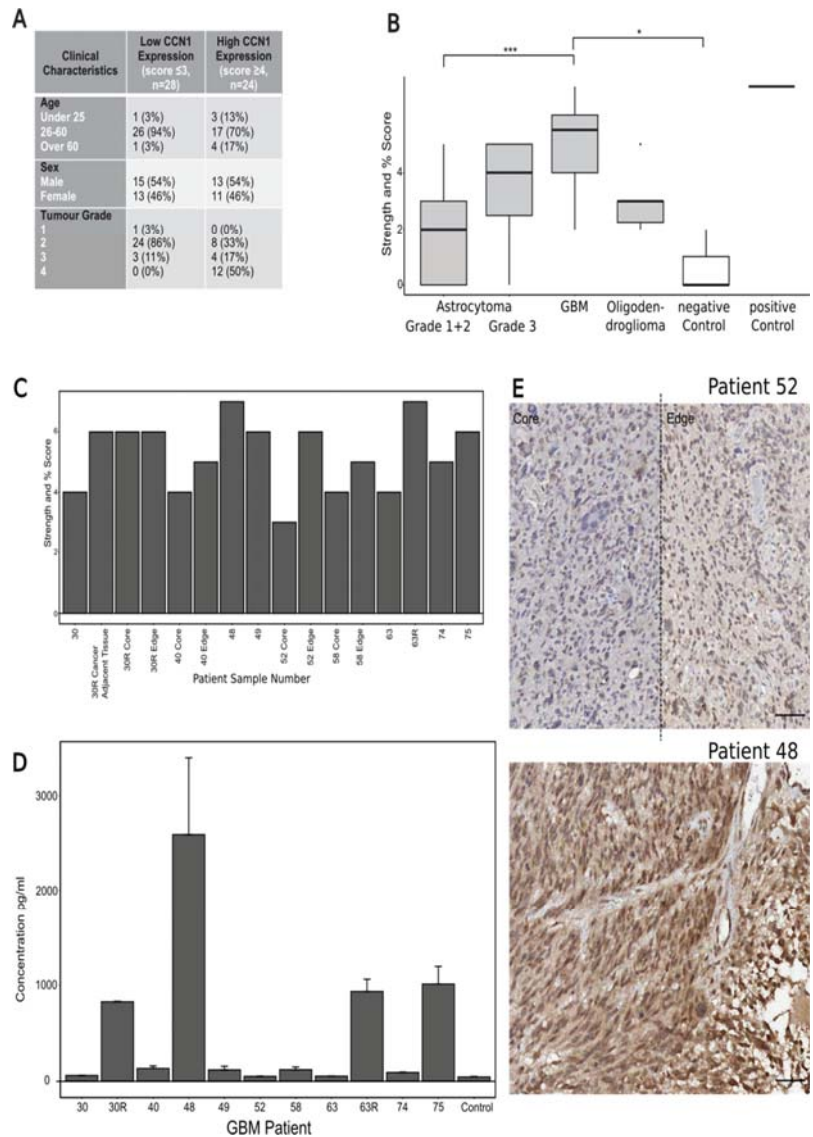 A
Clinical Characteristics
Low CCN1 Expression (score ≤3, n=28)
High CCN1 Expression (score ≥4, n=24)
Age
Under 25 1 (3%) 3 (13%)
26-60 26 (94%) 17 (70%)
Over 60 1 (3%) 4 (17%)
Sex
Male 15 (54%) 13 (54%)
Female 13 (46%) 11 (46%)
Tumour Grade
1 1 (3%) 0 (0%)
2 24 (86%) 8 (33%)
3 3 (11%) 4 (17%)
4 0 (0%) 12 (50%)
B
***
*
Strength and % Score
4
2
0
Astrocytoma
Grade 1+2
Grade 3
GBM
Oligoden-
droglioma
negative
Control
positive
Control
C
Strength and % Score
6
4
2
0
30
30R Cancer
Adjacent Tissue
30R Core
30R Edge
40 Core
40 Edge
48
49
52 Core
52 Edge
58 Core
58 Edge
63
63R
74
75
Patient Sample Number
D
Concentration pg/ml
3000
2000
1000
0
30 30R 40 48 49 52 58 63 63R 74 75 Control
GBM Patient
E
Patient 52
Core
Edge
Patient 48